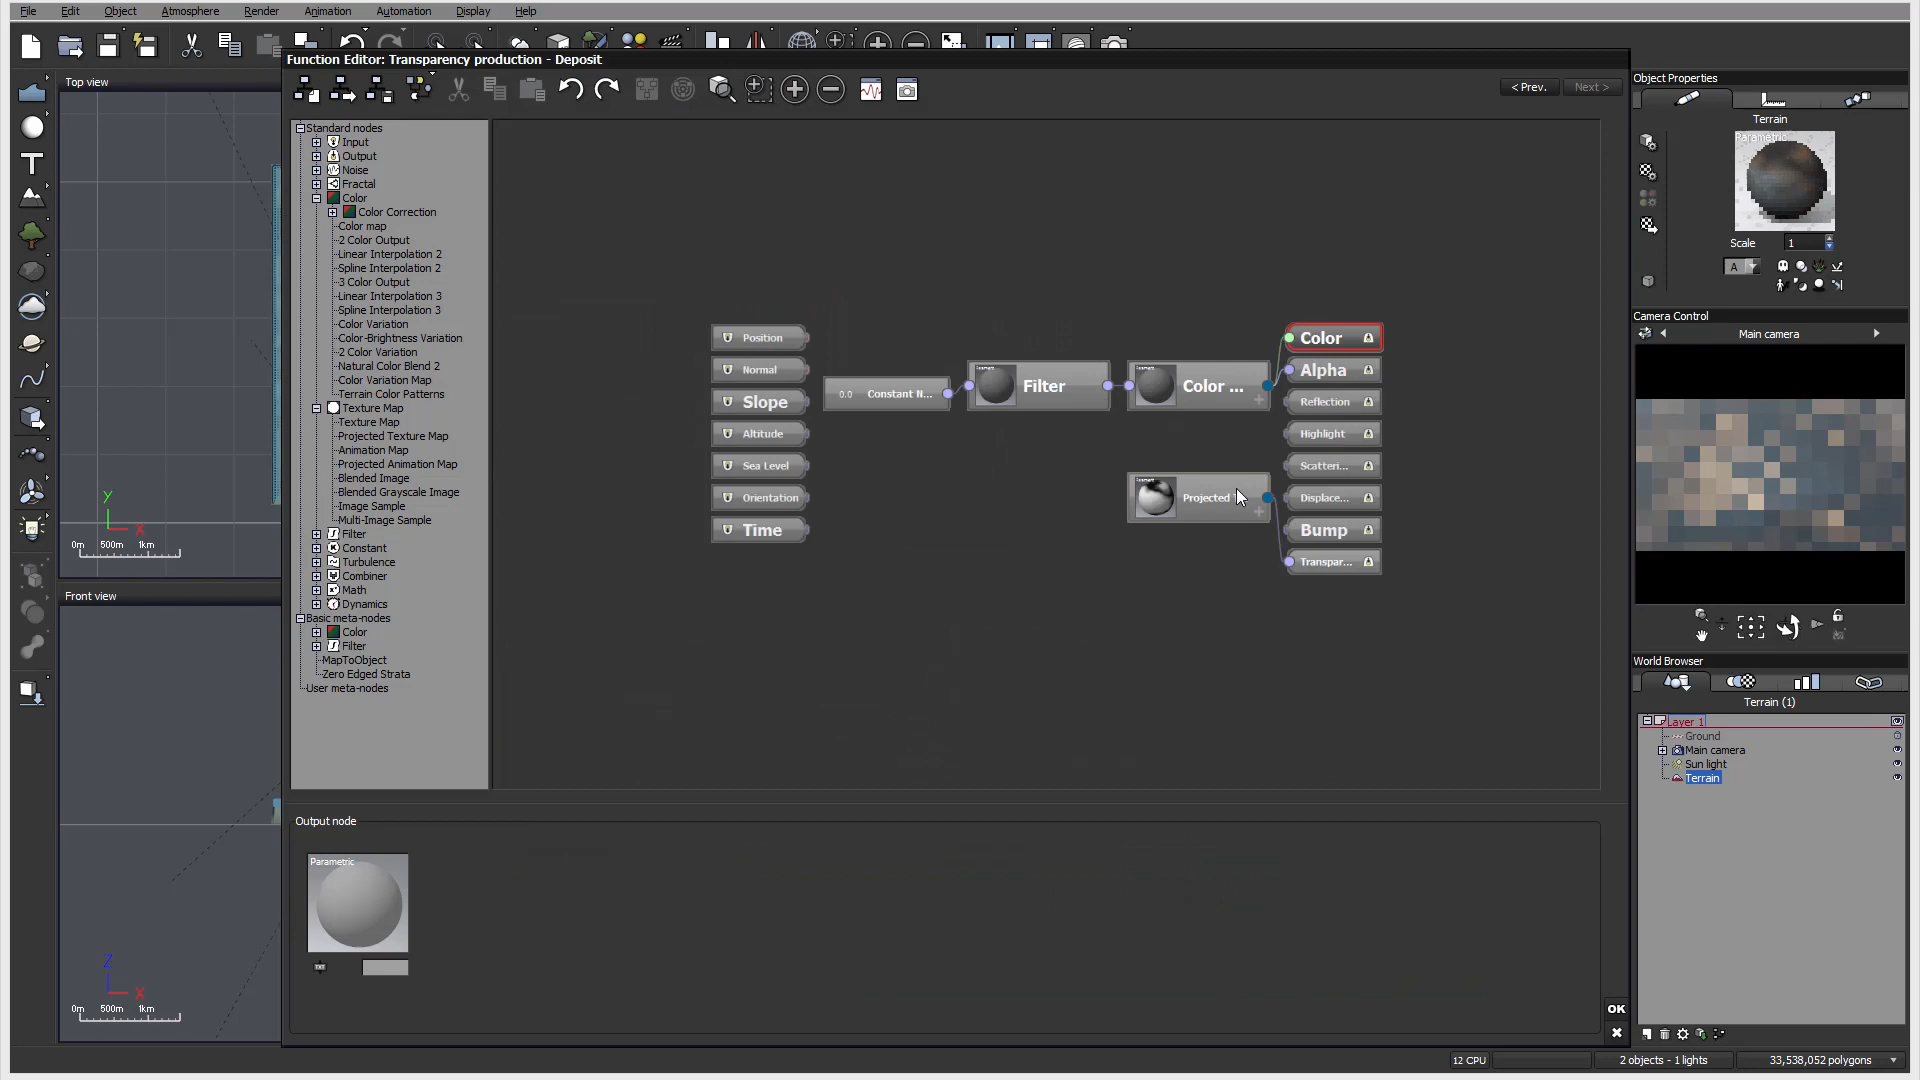 File Edit Object Atmosphere Render Animation Automation Display Help
Function Editor: Transparency production - Deposit
< Prev. Next >
Top view
Standard nodes
Input
Output
Noise
Fractal
Color
Color Correction
Color map
2 Color Output
Linear Interpolation 2
Spline Interpolation 2
3 Color Output
Linear Interpolation 3
Spline Interpolation 3
Color Variation
Color-Brightness Variation
2 Color Variation
Natural Color Blend 2
Color Variation Map
Terrain Color Patterns
Texture Map
Texture Map
Projected Texture Map
Animation Map
Projected Animation Map
Blended Image
Blended Grayscale Image
Image Sample
Multi-Image Sample
Filter
Constant
Turbulence
Combiner
Math
Dynamics
Basic meta-nodes
Color
Filter
MapToObject
Zero Edged Strata
User meta-nodes
Position
Normal
Slope
Altitude
Sea Level
Orientation
Time
0.0 Constant N...
Filter
Color ...
Projected
Color
Alpha
Reflection
Highlight
Scatteri...
Displace...
Bump
Transpar...
Y
X
0m 500m 1km
Front view
Z
X
0m 500m 1km
Output node
Parametric
OK
Object Properties
Terrain
Parametric
Scale 1
A
Camera Control
Main camera
World Browser
Terrain (1)
Layer 1
Ground
Main camera
Sun light
Terrain
12 CPU 2 objects - 1 lights 33,538,052 polygons